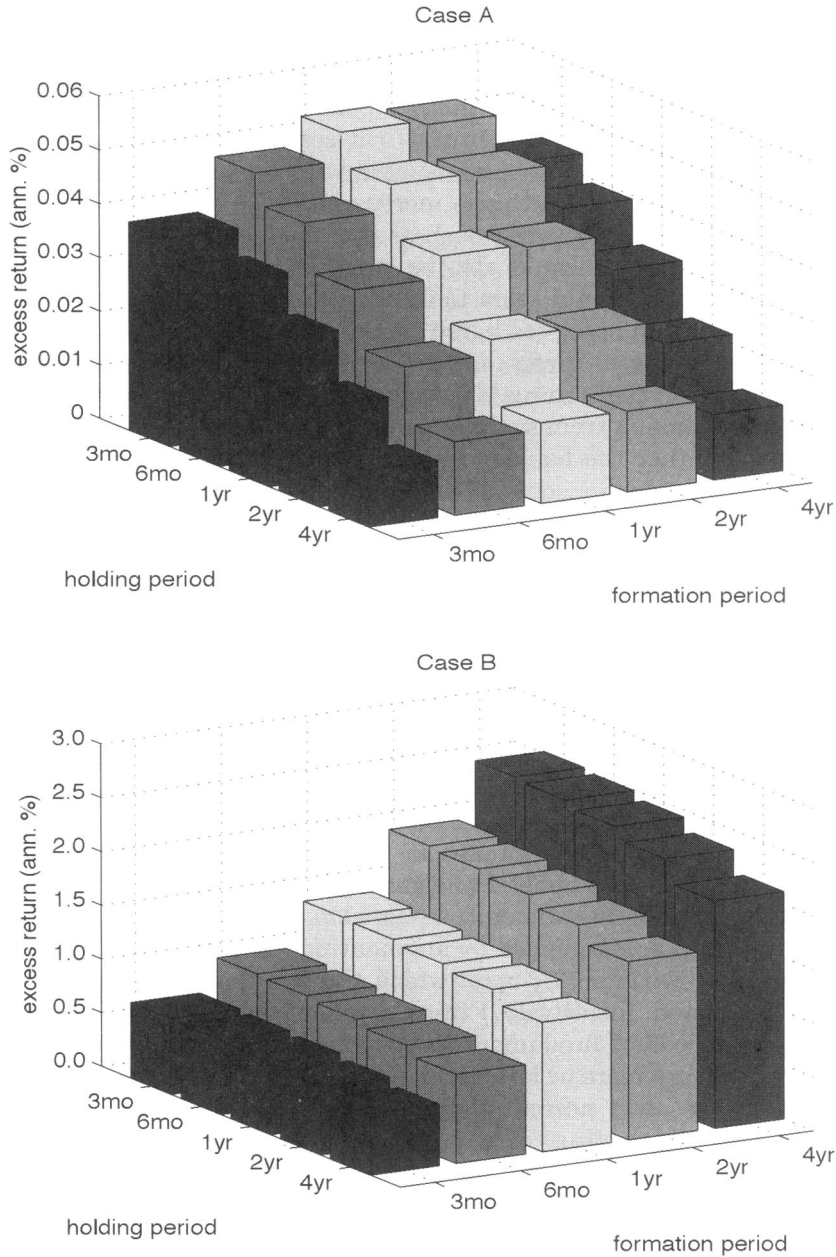 Case A
excess return (ann. %)
0.06
0.05
0.04
0.03
0.02
0.01
0
3mo
6mo
1yr
2yr
4yr
holding period
3mo
6mo
1yr
2yr
4yr
formation period
Case B
excess return (ann. %)
3.0
2.5
2.0
1.5
1.0
0.5
0.0
3mo
6mo
1yr
2yr
4yr
holding period
3mo
6mo
1yr
2yr
4yr
formation period